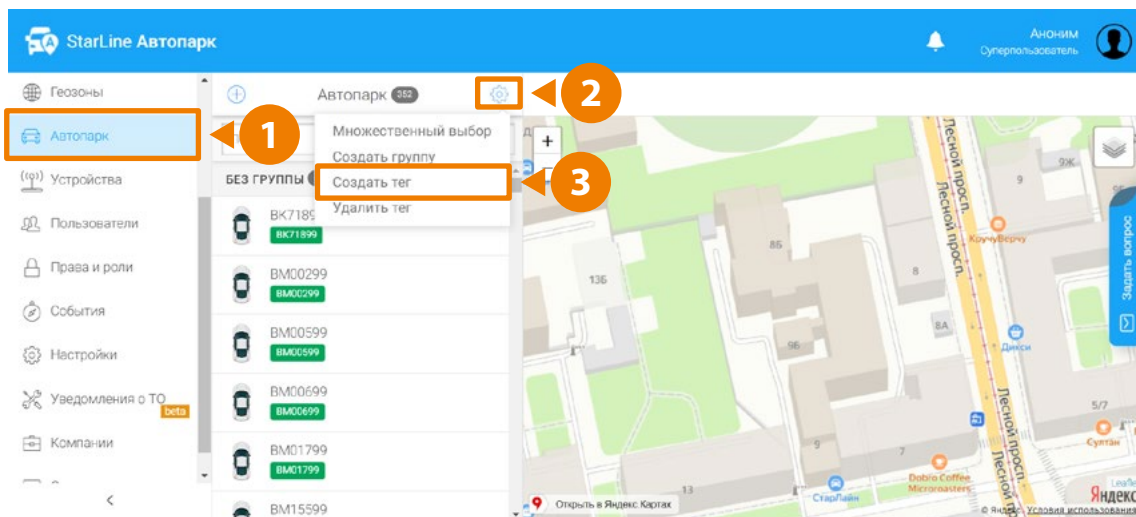 StarLine Автопарк
Аноним
Суперпользователь
Геозоны
Автопарк
Устройства
Пользователи
Права и роли
События
Настройки
Уведомления о ТО
beta
Компании
<
Автопарк 352
1
2
3
Множественный выбор
Создать группу
Создать тег
Удалить тег
БЕЗ ГРУППЫ
BK7189
BK71899
BM00299
BM00299
BM00599
BM00599
BM00699
BM00699
BM01799
BM01799
BM15599
+
Лесной просп.
Лесной просп.
9Ж
9
КручуВерчу
8Б
13Б
8
8А
9Б
Дикси
Лесной просп.
5/7
Султан
9
7
13
СтарЛайн
Dobro Coffee
Microroasters
Лесной просп.
Открыть в Яндекс Картах
Яндекс
Условия использования
Задать вопрос